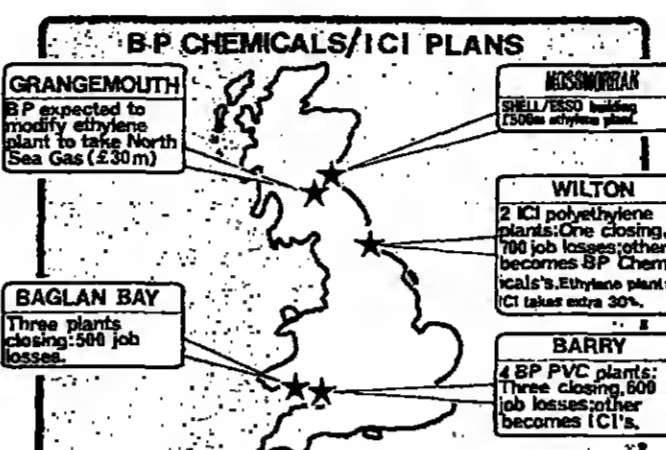 BP CHEMICALS/ICI PLANS
GRANGEMOUTH
BP expected to
modify ethylene
plant to take North
Sea Gas (£30m)
MOSSMORRAN
SHELL/ESSO building
£500m ethylene plant.
WILTON
2 ICI polyethylene
plants:One closing,
700 job losses;other
becomes BP Chem
icals's.Ethylene plant:
ICI takes extra 30%.
BAGLAN BAY
Three plants
closing:500 job
losses.
BARRY
4 BP PVC plants:
Three closing,600
job losses;other
becomes ICI's.